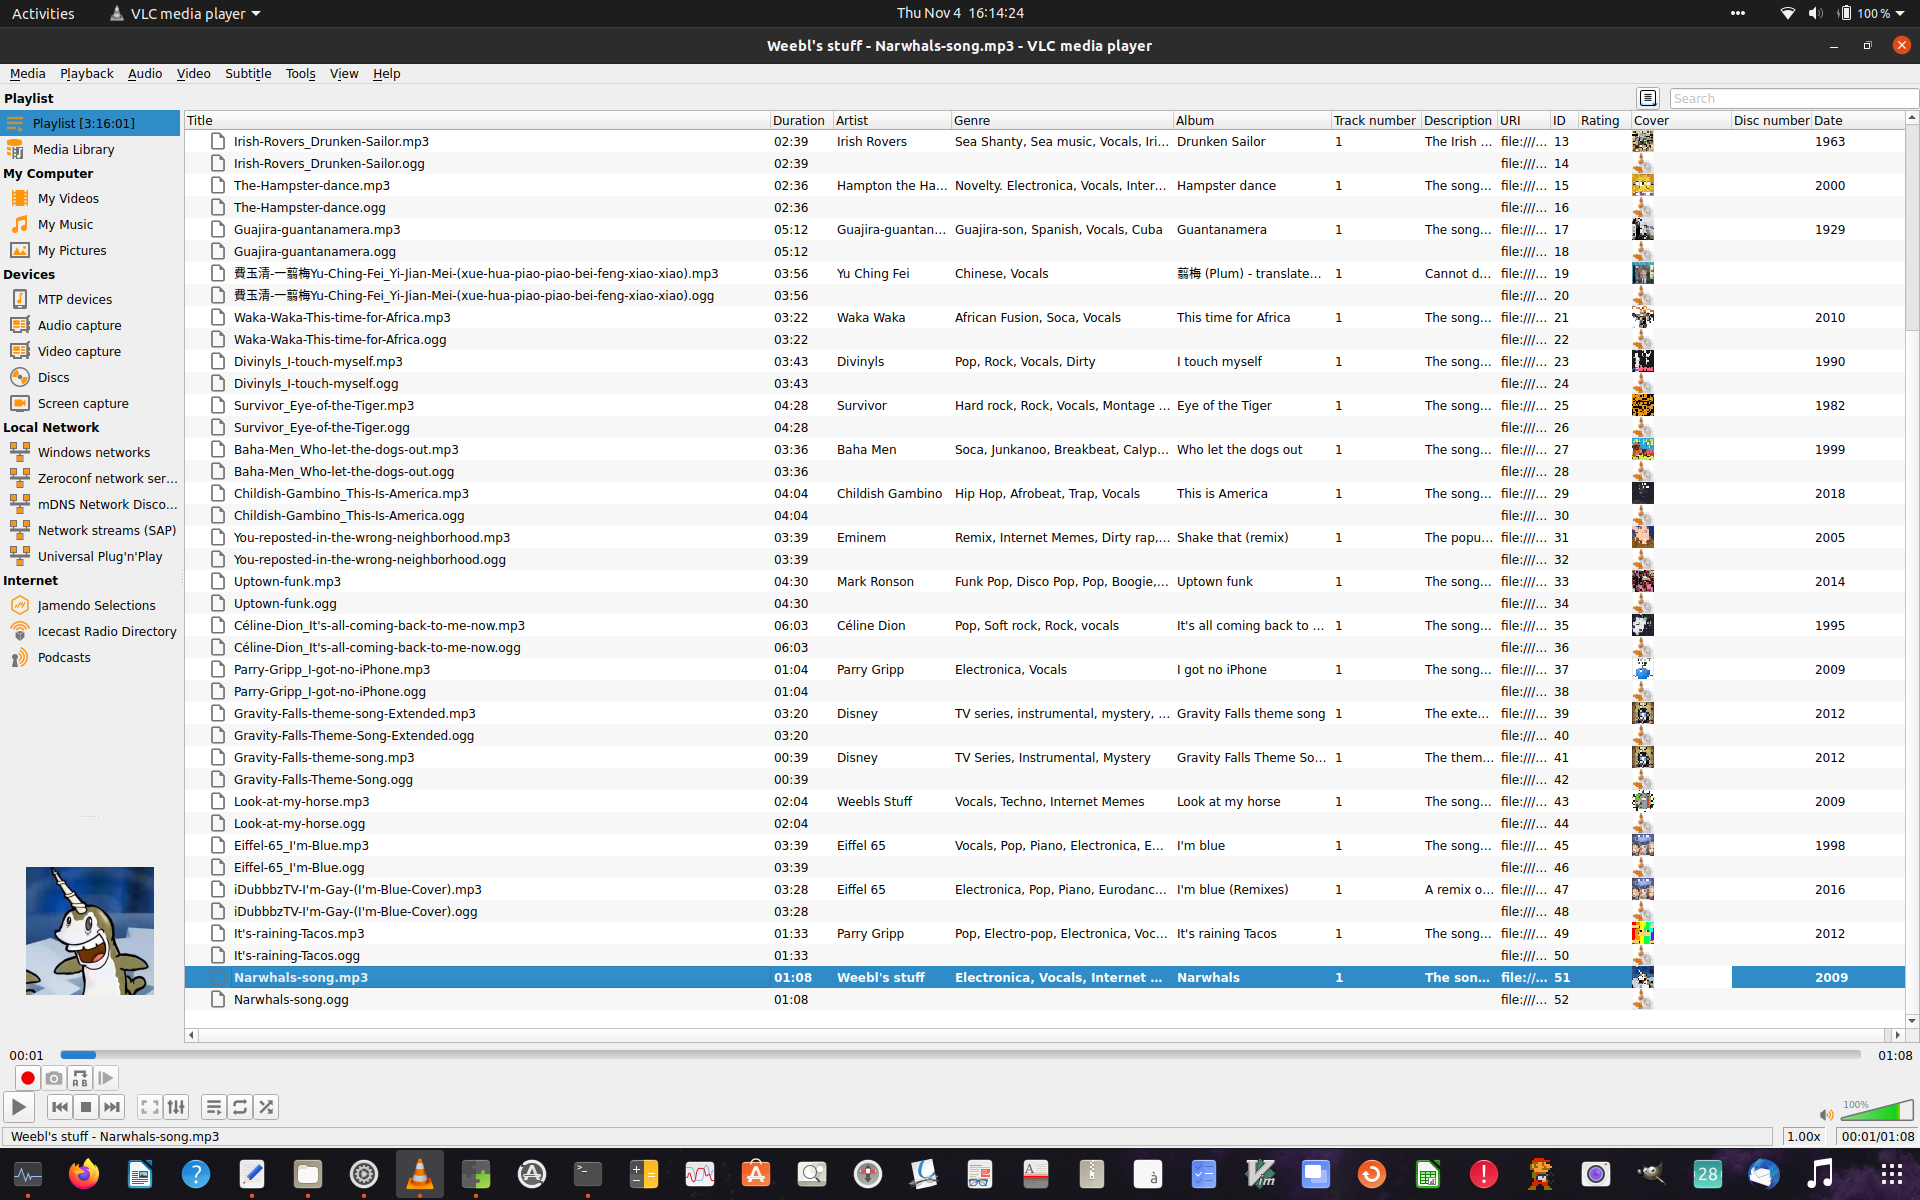 Activities VLC media player Thu Nov 4 16:14:24 100 %
Weebl's stuff - Narwhals-song.mp3 - VLC media player
Media Playback Audio Video Subtitle Tools View Help
Playlist Search
Playlist [3:16:01]
Media Library
My Computer
My Videos
My Music
My Pictures
Devices
MTP devices
Audio capture
Video capture
Discs
Screen capture
Local Network
Windows networks
Zeroconf network ser...
mDNS Network Disco...
Network streams (SAP)
Universal Plug'n'Play
Internet
Jamendo Selections
Icecast Radio Directory
Podcasts
Title Duration Artist Genre Album Track number Description URI ID Rating Cover Disc number Date
Irish-Rovers_Drunken-Sailor.mp3 02:39 Irish Rovers Sea Shanty, Sea music, Vocals, Iri... Drunken Sailor 1 The Irish ... file:///... 13 1963
Irish-Rovers_Drunken-Sailor.ogg 02:39 file:///... 14
The-Hampster-dance.mp3 02:36 Hampton the Ha... Novelty. Electronica, Vocals, Inter... Hampster dance 1 The song... file:///... 15 2000
The-Hampster-dance.ogg 02:36 file:///... 16
Guajira-guantanamera.mp3 05:12 Guajira-guantan... Guajira-son, Spanish, Vocals, Cuba Guantanamera 1 The song... file:///... 17 1929
Guajira-guantanamera.ogg 05:12 file:///... 18
費玉清-一翦梅Yu-Ching-Fei_Yi-Jian-Mei-(xue-hua-piao-piao-bei-feng-xiao-xiao).mp3 03:56 Yu Ching Fei Chinese, Vocals 翦梅 (Plum) - translate... 1 Cannot d... file:///... 19
費玉清-一翦梅Yu-Ching-Fei_Yi-Jian-Mei-(xue-hua-piao-piao-bei-feng-xiao-xiao).ogg 03:56 file:///... 20
Waka-Waka-This-time-for-Africa.mp3 03:22 Waka Waka African Fusion, Soca, Vocals This time for Africa 1 The song... file:///... 21 2010
Waka-Waka-This-time-for-Africa.ogg 03:22 file:///... 22
Divinyls_I-touch-myself.mp3 03:43 Divinyls Pop, Rock, Vocals, Dirty I touch myself 1 The song... file:///... 23 1990
Divinyls_I-touch-myself.ogg 03:43 file:///... 24
Survivor_Eye-of-the-Tiger.mp3 04:28 Survivor Hard rock, Rock, Vocals, Montage ... Eye of the Tiger 1 The song... file:///... 25 1982
Survivor_Eye-of-the-Tiger.ogg 04:28 file:///... 26
Baha-Men_Who-let-the-dogs-out.mp3 03:36 Baha Men Soca, Junkanoo, Breakbeat, Calyp... Who let the dogs out 1 The song... file:///... 27 1999
Baha-Men_Who-let-the-dogs-out.ogg 03:36 file:///... 28
Childish-Gambino_This-Is-America.mp3 04:04 Childish Gambino Hip Hop, Afrobeat, Trap, Vocals This is America 1 The song... file:///... 29 2018
Childish-Gambino_This-Is-America.ogg 04:04 file:///... 30
You-reposted-in-the-wrong-neighborhood.mp3 03:39 Eminem Remix, Internet Memes, Dirty rap,... Shake that (remix) 1 The popu... file:///... 31 2005
You-reposted-in-the-wrong-neighborhood.ogg 03:39 file:///... 32
Uptown-funk.mp3 04:30 Mark Ronson Funk Pop, Disco Pop, Pop, Boogie,... Uptown funk 1 The song... file:///... 33 2014
Uptown-funk.ogg 04:30 file:///... 34
Céline-Dion_It's-all-coming-back-to-me-now.mp3 06:03 Céline Dion Pop, Soft rock, Rock, vocals It's all coming back to ... 1 The song... file:///... 35 1995
Céline-Dion_It's-all-coming-back-to-me-now.ogg 06:03 file:///... 36
Parry-Gripp_I-got-no-iPhone.mp3 01:04 Parry Gripp Electronica, Vocals I got no iPhone 1 The song... file:///... 37 2009
Parry-Gripp_I-got-no-iPhone.ogg 01:04 file:///... 38
Gravity-Falls-theme-song-Extended.mp3 03:20 Disney TV series, instrumental, mystery, ... Gravity Falls theme song 1 The exte... file:///... 39 2012
Gravity-Falls-Theme-Song-Extended.ogg 03:20 file:///... 40
Gravity-Falls-theme-song.mp3 00:39 Disney TV Series, Instrumental, Mystery Gravity Falls Theme So... 1 The them... file:///... 41 2012
Gravity-Falls-Theme-Song.ogg 00:39 file:///... 42
Look-at-my-horse.mp3 02:04 Weebls Stuff Vocals, Techno, Internet Memes Look at my horse 1 The song... file:///... 43 2009
Look-at-my-horse.ogg 02:04 file:///... 44
Eiffel-65_I'm-Blue.mp3 03:39 Eiffel 65 Vocals, Pop, Piano, Electronica, E... I'm blue 1 The song... file:///... 45 1998
Eiffel-65_I'm-Blue.ogg 03:39 file:///... 46
iDubbbzTV-I'm-Gay-(I'm-Blue-Cover).mp3 03:28 Eiffel 65 Electronica, Pop, Piano, Eurodanc... I'm blue (Remixes) 1 A remix o... file:///... 47 2016
iDubbbzTV-I'm-Gay-(I'm-Blue-Cover).ogg 03:28 file:///... 48
It's-raining-Tacos.mp3 01:33 Parry Gripp Pop, Electro-pop, Electronica, Voc... It's raining Tacos 1 The song... file:///... 49 2012
It's-raining-Tacos.ogg 01:33 file:///... 50
Narwhals-song.mp3 01:08 Weebl's stuff Electronica, Vocals, Internet ... Narwhals 1 The son... file://... 51 2009
Narwhals-song.ogg 01:08 file:///... 52
00:01 01:08
A B
100%
Weebl's stuff - Narwhals-song.mp3 1.00x 00:01/01:08
28